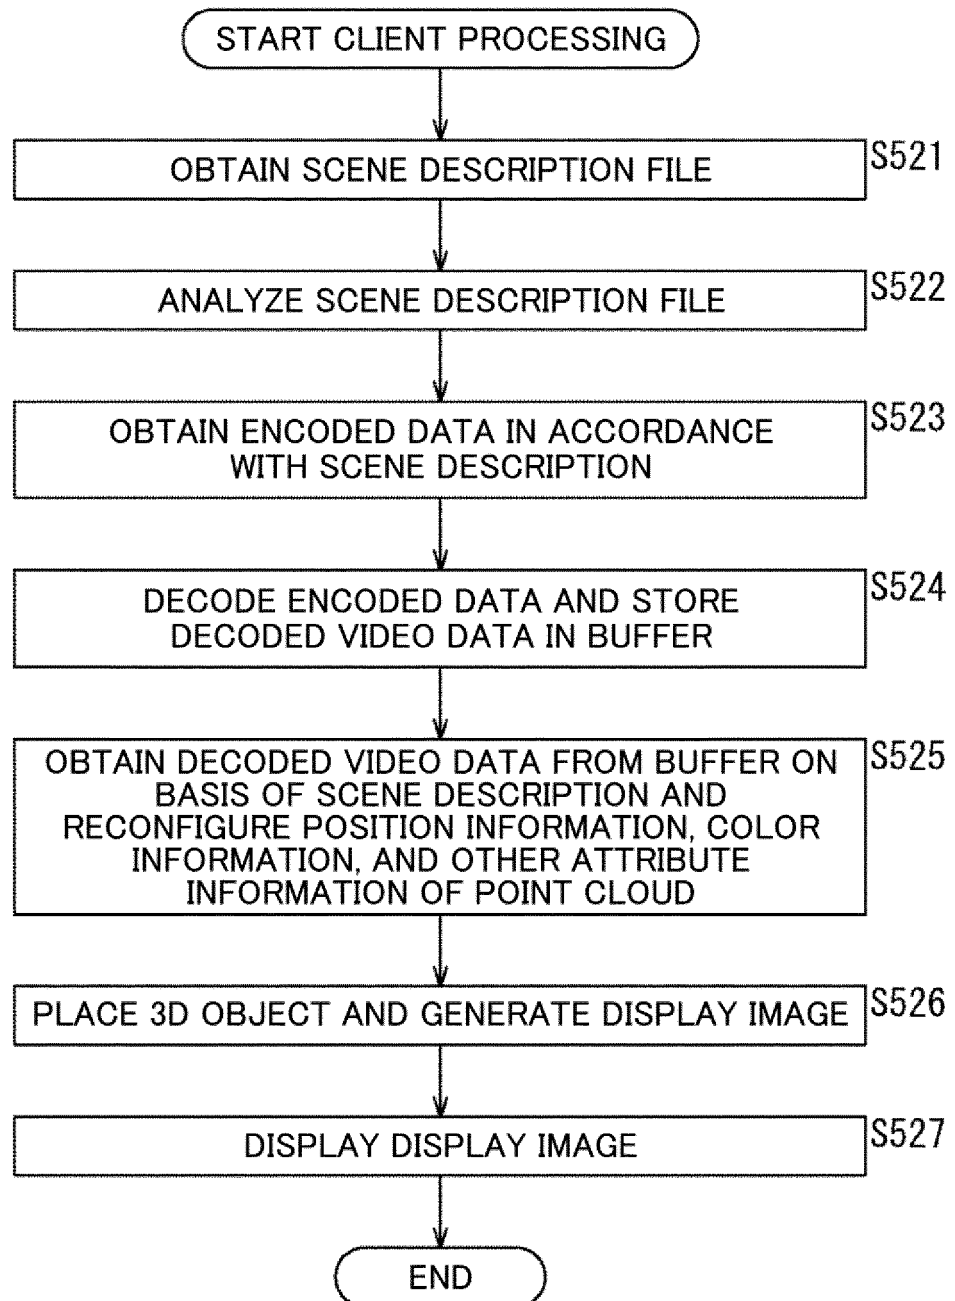 START CLIENT PROCESSING
OBTAIN SCENE DESCRIPTION FILE
S521
ANALYZE SCENE DESCRIPTION FILE
S522
OBTAIN ENCODED DATA IN ACCORDANCE
WITH SCENE DESCRIPTION
S523
DECODE ENCODED DATA AND STORE
DECODED VIDEO DATA IN BUFFER
S524
OBTAIN DECODED VIDEO DATA FROM BUFFER ON
BASIS OF SCENE DESCRIPTION AND
RECONFIGURE POSITION INFORMATION, COLOR
INFORMATION, AND OTHER ATTRIBUTE
INFORMATION OF POINT CLOUD
S525
PLACE 3D OBJECT AND GENERATE DISPLAY IMAGE
S526
DISPLAY DISPLAY IMAGE
S527
END